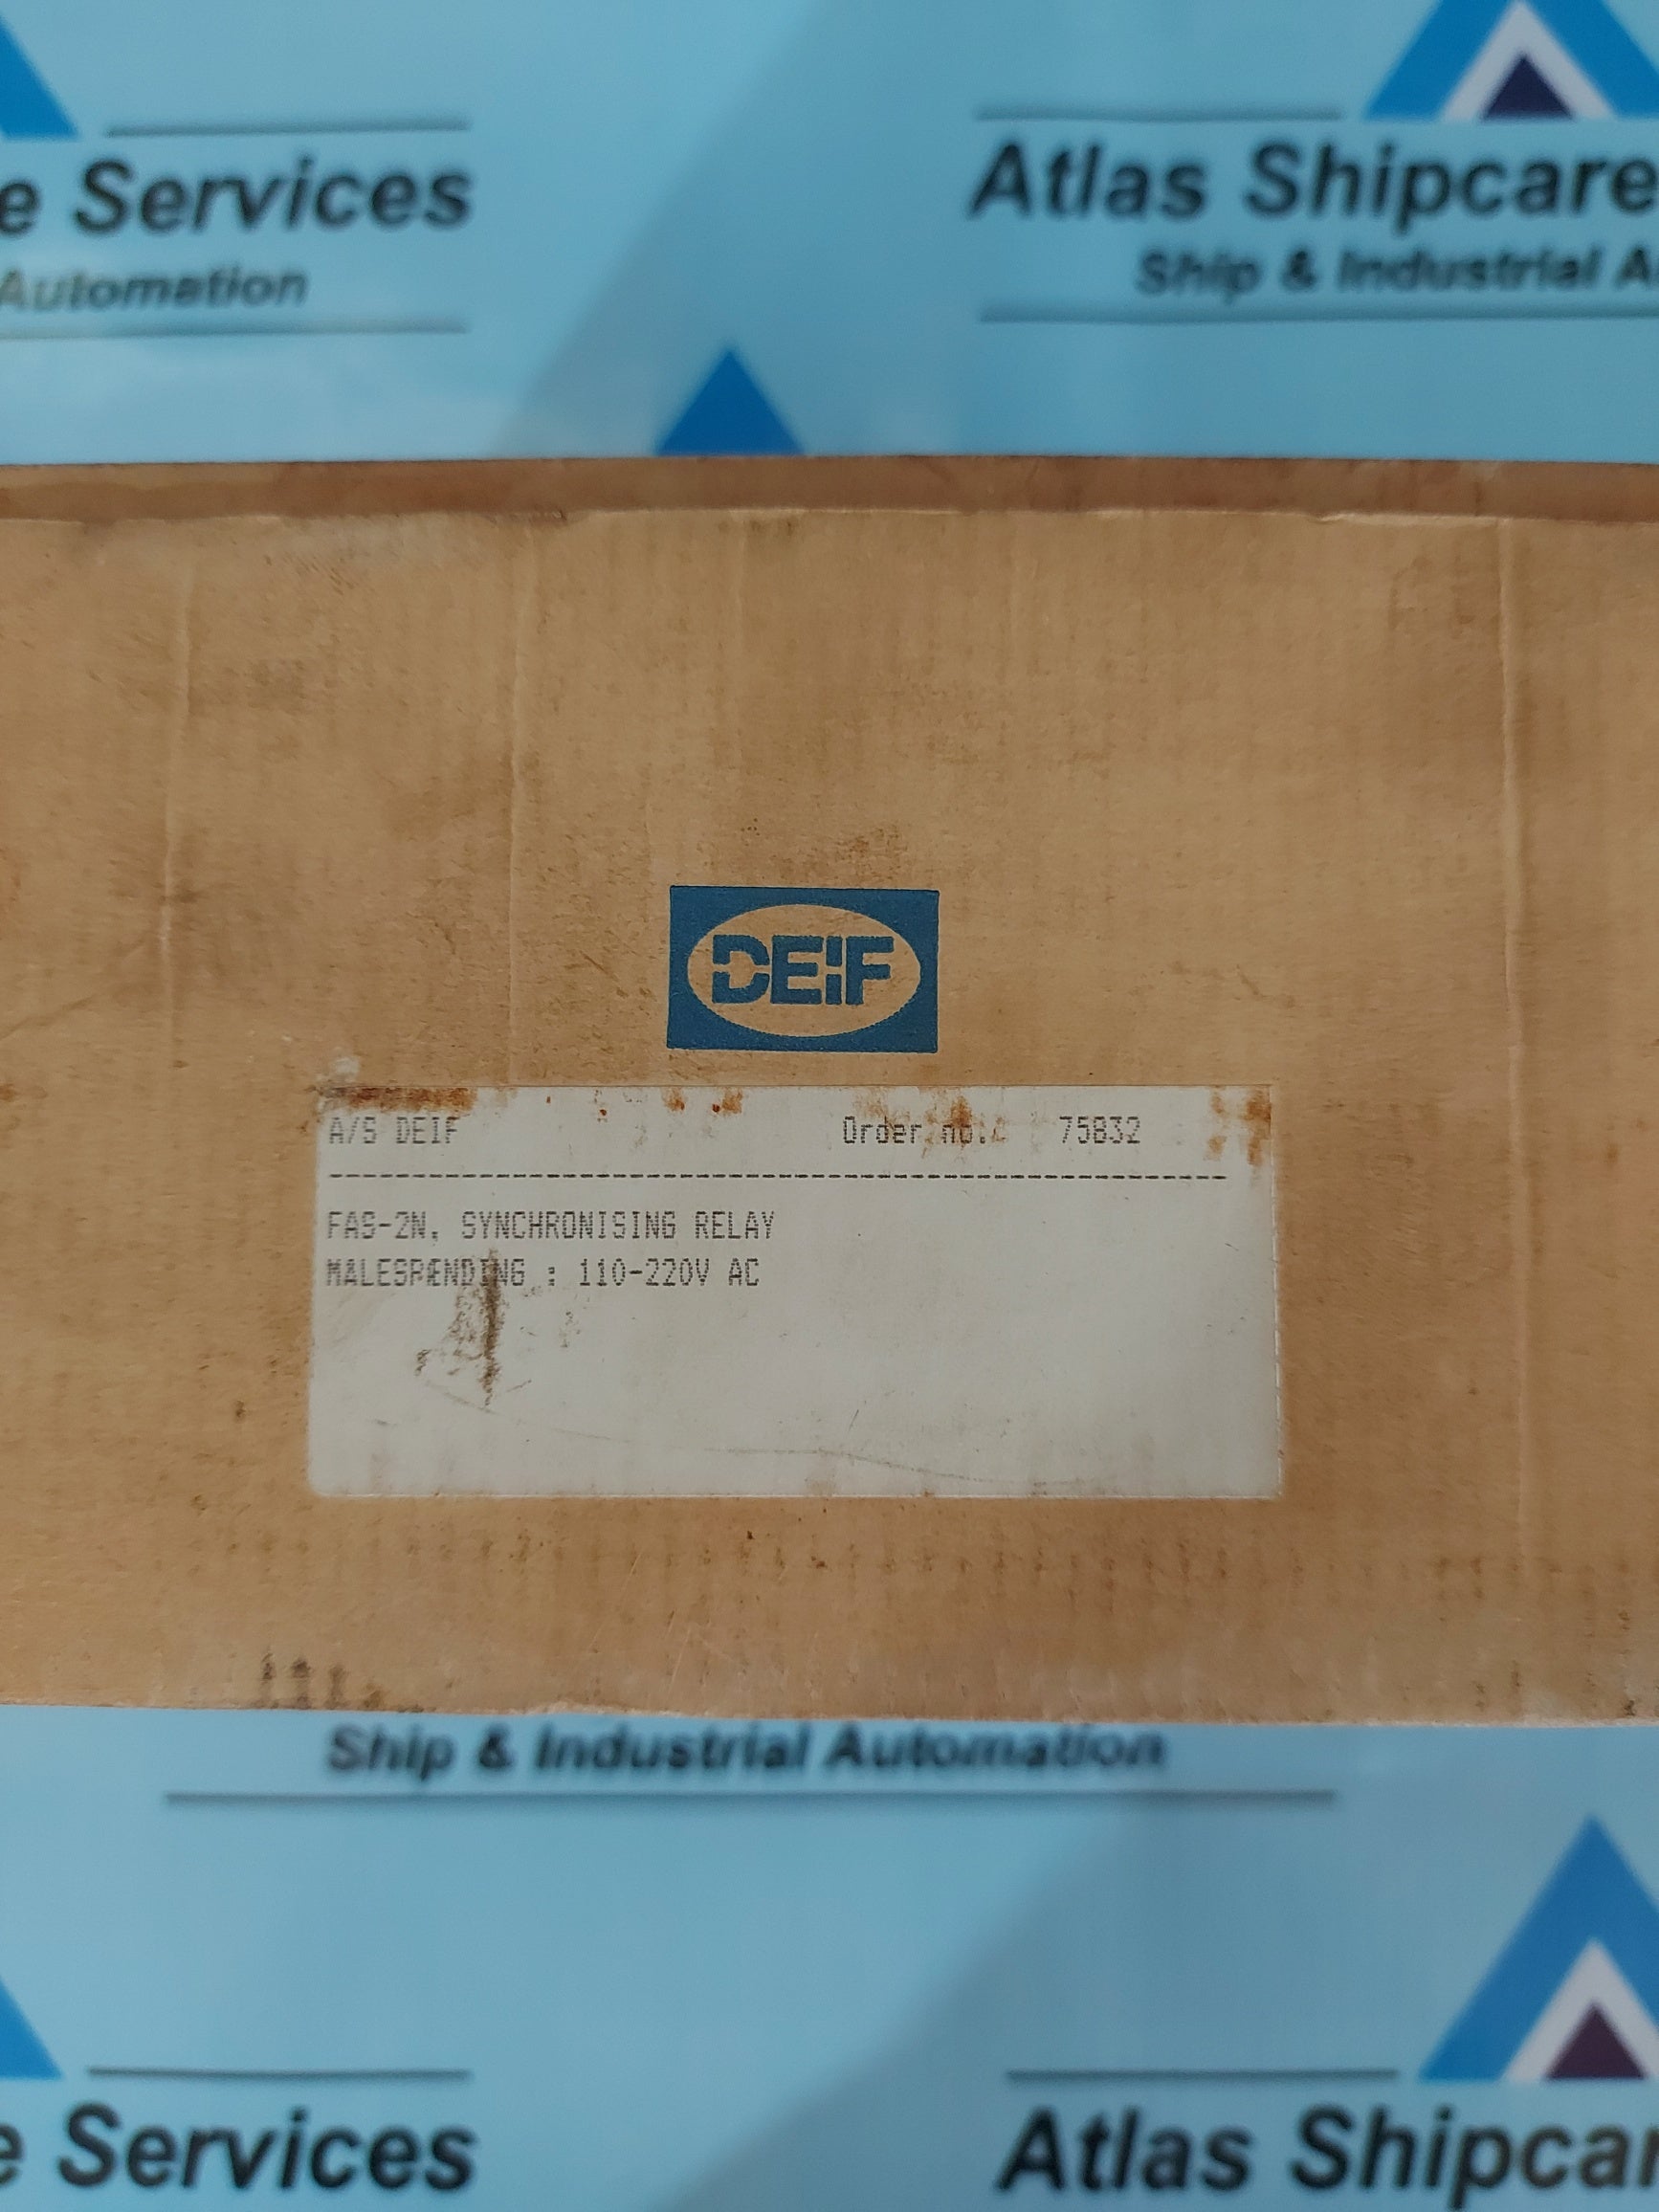 e Services
Automation
Atlas Shipcare
Ship & Industrial A
DEIF
A/S DEIF Order no.: 75832
FAS-2N, SYNCHRONISING RELAY
MALESPÆNDING : 110-220V AC
Ship & Industrial Automation
e Services
Atlas Shipcar